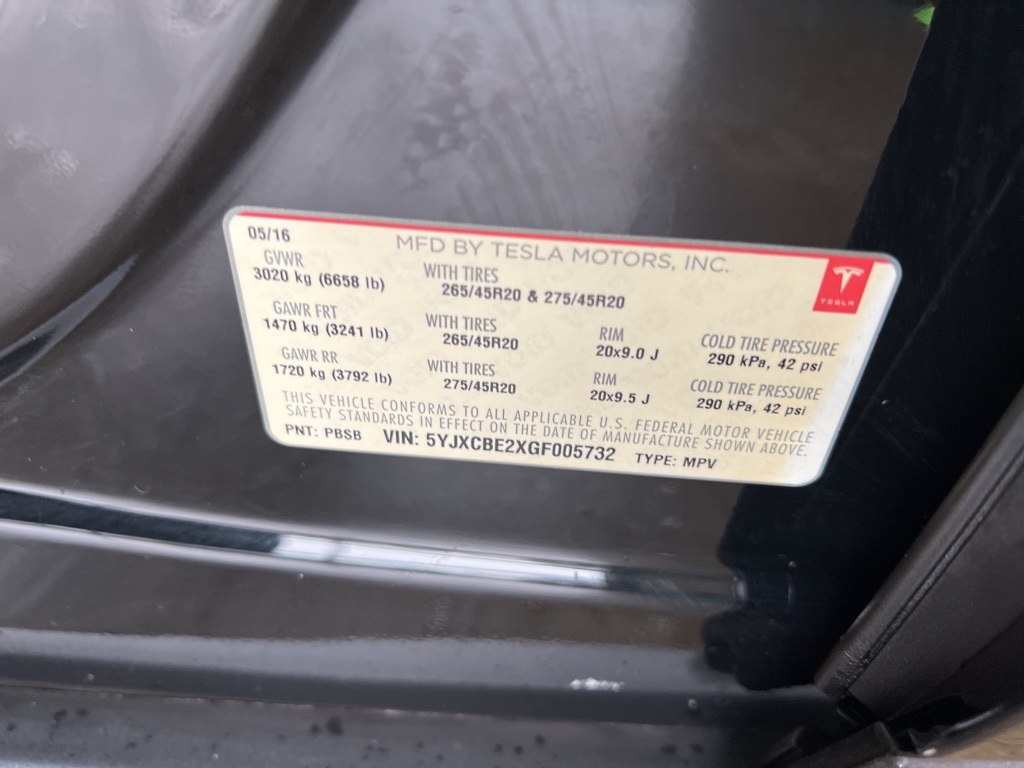 05/16
MFD BY TESLA MOTORS, INC.
GVWR
3020 kg (6658 lb)
WITH TIRES
265/45R20 & 275/45R20
TESLA
GAWR FRT
1470 kg (3241 lb)
WITH TIRES
265/45R20
RIM
20x9.0 J
COLD TIRE PRESSURE
290 kPa, 42 psi
GAWR RR
1720 kg (3792 lb)
WITH TIRES
275/45R20
RIM
20x9.5 J
COLD TIRE PRESSURE
290 kPa, 42 psi
THIS VEHICLE CONFORMS TO ALL APPLICABLE U.S. FEDERAL MOTOR VEHICLE
SAFETY STANDARDS IN EFFECT ON THE DATE OF MANUFACTURE SHOWN ABOVE.
PNT: PBSB VIN: 5YJXCBE2XGF005732 TYPE: MPV